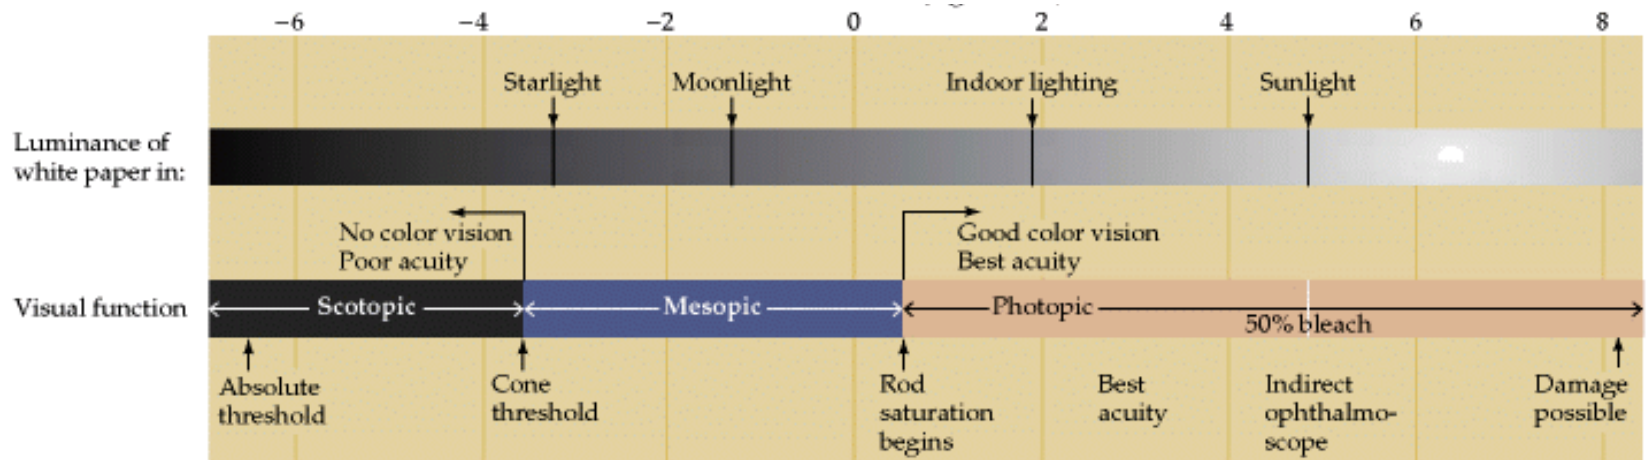 −6 −4 −2 0 2 4 6 8
Starlight Moonlight Indoor lighting Sunlight
Luminance of
white paper in:
No color vision
Poor acuity
Good color vision
Best acuity
Visual function
Scotopic Mesopic Photopic
50% bleach
Absolute
threshold
Cone
threshold
Rod
saturation
begins
Best
acuity
Indirect
ophthalmo-
scope
Damage
possible